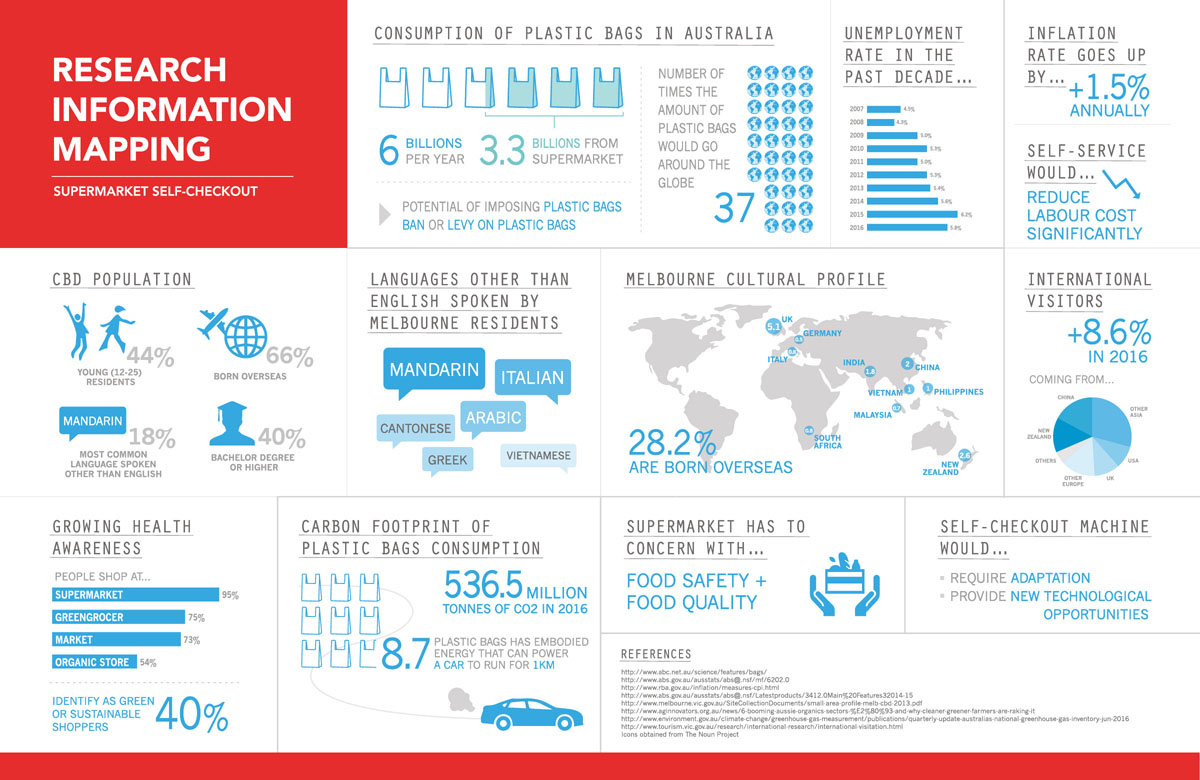 RESEARCH
INFORMATION
MAPPING
SUPERMARKET SELF-CHECKOUT
CONSUMPTION OF PLASTIC BAGS IN AUSTRALIA
6 BILLIONS
PER YEAR
3.3 BILLIONS FROM
SUPERMARKET
POTENTIAL OF IMPOSING PLASTIC BAGS
BAN OR LEVY ON PLASTIC BAGS
NUMBER OF
TIMES THE
AMOUNT OF
PLASTIC BAGS
WOULD GO
AROUND THE
GLOBE
37
UNEMPLOYMENT
RATE IN THE
PAST DECADE...
2007 4.5%
2008 4.3%
2009 5.0%
2010 5.3%
2011 5.0%
2012 5.3%
2013 5.4%
2014 5.6%
2015 6.2%
2016 5.8%
INFLATION
RATE GOES UP
BY... +1.5%
ANNUALLY
SELF-SERVICE
WOULD...
REDUCE
LABOUR COST
SIGNIFICANTLY
CBD POPULATION
44%
YOUNG (12-25)
RESIDENTS
66%
BORN OVERSEAS
MANDARIN
18%
MOST COMMON
LANGUAGE SPOKEN
OTHER THAN ENGLISH
40%
BACHELOR DEGREE
OR HIGHER
LANGUAGES OTHER THAN
ENGLISH SPOKEN BY
MELBOURNE RESIDENTS
MANDARIN
ITALIAN
ARABIC
CANTONESE
GREEK
VIETNAMESE
MELBOURNE CULTURAL PROFILE
UK
5.1
GERMANY
ITALY
INDIA
1.8
2
CHINA
VIETNAM
1
1
PHILIPPINES
MALAYSIA
SOUTH
AFRICA
NEW
ZEALAND
28.2%
ARE BORN OVERSEAS
INTERNATIONAL
VISITORS
+8.6%
IN 2016
COMING FROM...
CHINA
OTHER
ASIA
NEW
ZEALAND
OTHERS
USA
OTHER
EUROPE
UK
GROWING HEALTH
AWARENESS
PEOPLE SHOP AT...
SUPERMARKET 95%
GREENGROCER 75%
MARKET 73%
ORGANIC STORE 54%
IDENTIFY AS GREEN
OR SUSTAINABLE
SHOPPERS
40%
CARBON FOOTPRINT OF
PLASTIC BAGS CONSUMPTION
536.5 MILLION
TONNES OF CO2 IN 2016
8.7 PLASTIC BAGS HAS EMBODIED
ENERGY THAT CAN POWER
A CAR TO RUN FOR 1KM
SUPERMARKET HAS TO
CONCERN WITH...
FOOD SAFETY +
FOOD QUALITY
SELF-CHECKOUT MACHINE
WOULD...
REQUIRE ADAPTATION
PROVIDE NEW TECHNOLOGICAL
OPPORTUNITIES
REFERENCES
http://www.abc.net.au/science/features/bags/
http://www.abs.gov.au/ausstats/abs@.nsf/mf/6202.0
http://www.rba.gov.au/inflation/measures-cpi.html
http://www.abs.gov.au/ausstats/abs@.nsf/Latestproducts/3412.0Main%20Features32014-15
http://www.melbourne.vic.gov.au/SiteCollectionDocuments/small-area-profile-melb-cbd-2013.pdf
http://www.aginnovators.org.au/news/6-booming-aussie-organics-sectors-%E2%80%93-and-why-cleaner-greener-farmers-are-raking-it
http://www.environment.gov.au/climate-change/greenhouse-gas-measurement/publications/quarterly-update-australias-national-greenhouse-gas-inventory-jun-2016
http://www.tourism.vic.gov.au/research/international-research/international-visitation.html
Icons obtained from The Noun Project